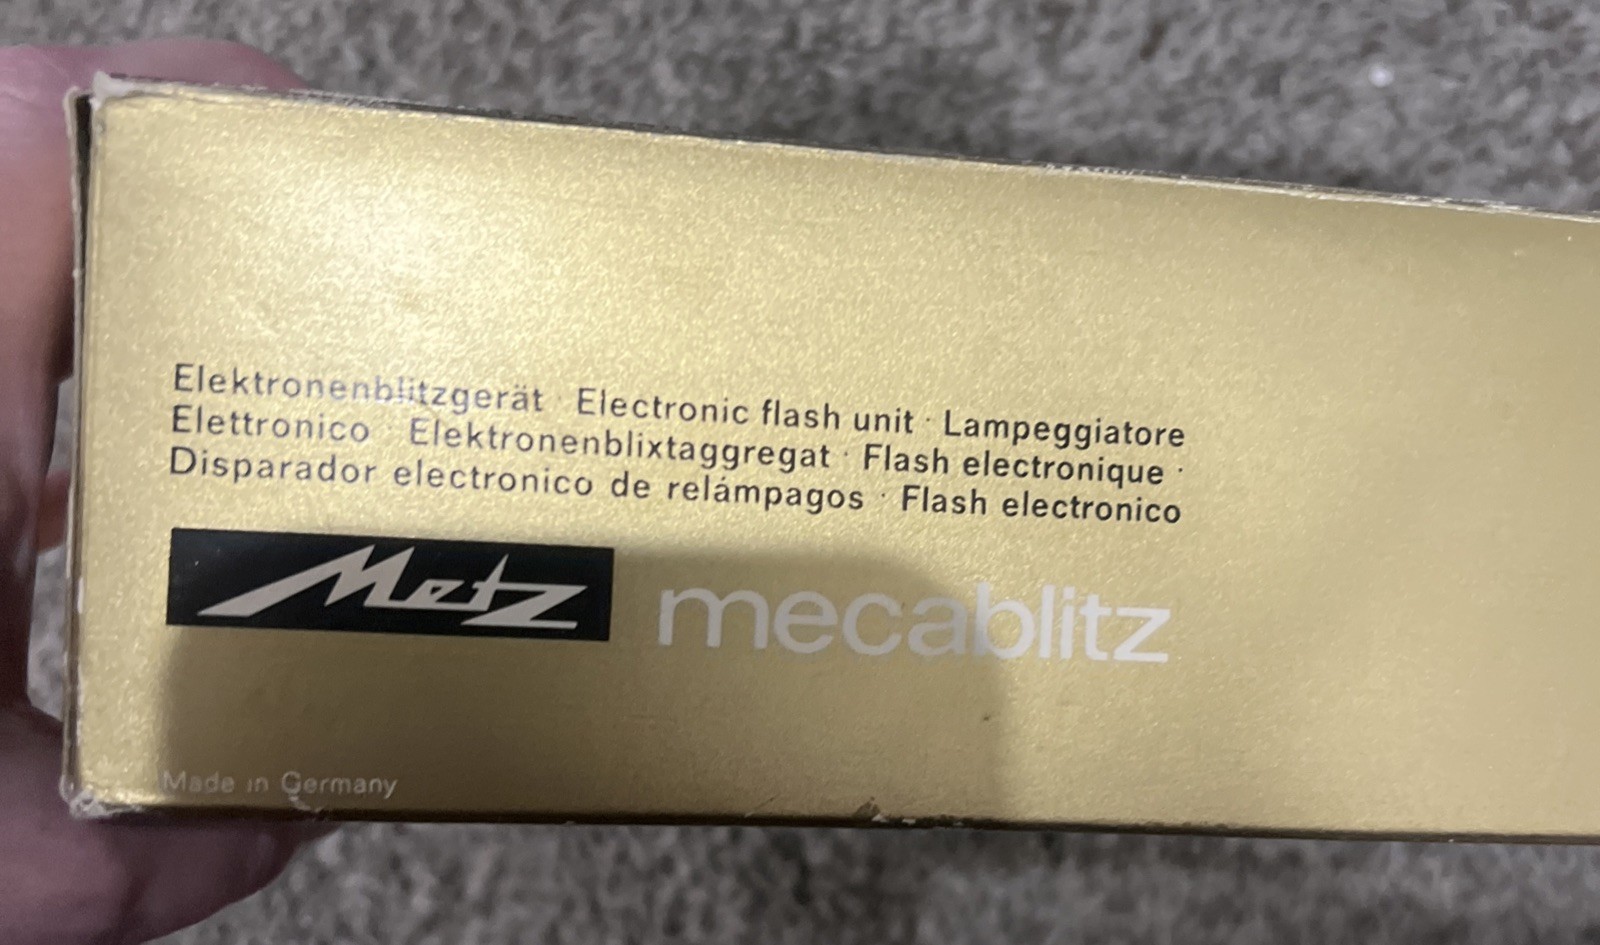 Elektronenblitzgerät · Electronic flash unit · Lampeggiatore
Elettronico · Elektronenblixtaggregat · Flash electronique ·
Disparador electronico de relámpagos · Flash electronico
Metz mecablitz
Made in Germany